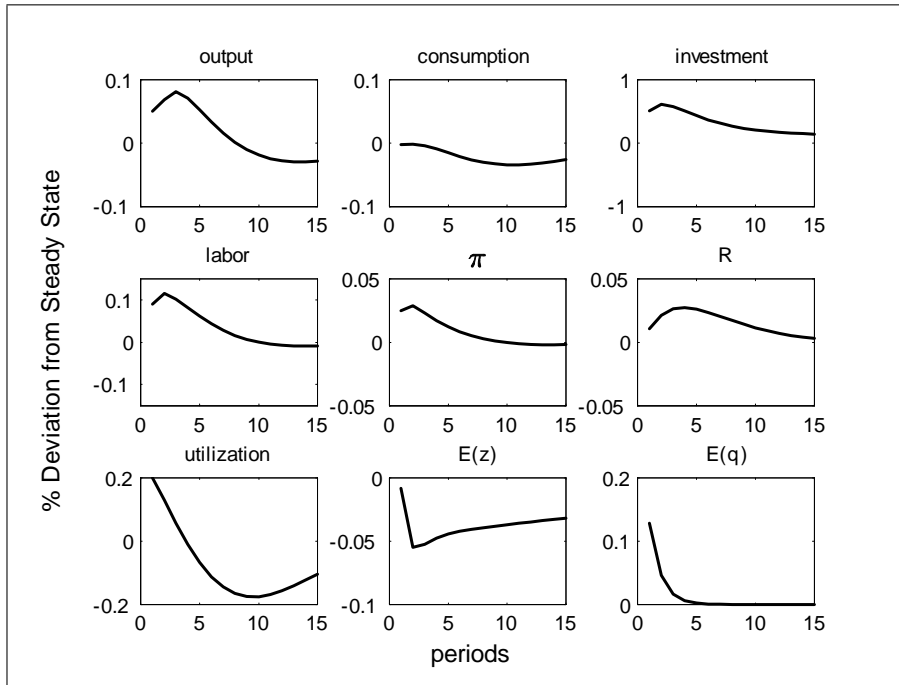 % Deviation from Steady State
output consumption investment
0.1 0.1 1
0 0 0
-0.1 -0.1 -1
0 5 10 15 0 5 10 15 0 5 10 15
labor π R
0.1 0.05 0.05
0 0 0
-0.1 -0.05 -0.05
0 5 10 15 0 5 10 15 0 5 10 15
utilization E(z) E(q)
0.2 0 0.2
0 -0.05 0.1
-0.2 -0.1 0
0 5 10 15 0 5 10 15 0 5 10 15
periods